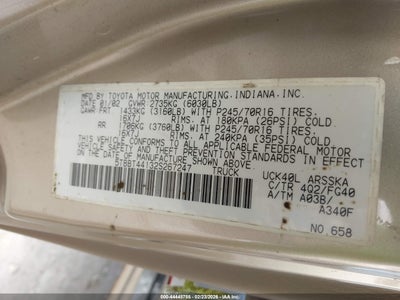 MFD. BY TOYOTA MOTOR MANUFACTURING, INDIANA, INC.
DATE 01/02 GVWR 2735KG (6030LB)
GAWR FRT 1433KG (3160LB) WITH P245/70R16 TIRES,
16X7J RIMS, AT 180KPA (26PSI) COLD
RR 1706KG (3760LB) WITH P245/70R16 TIRES,
16X7J RIMS, AT 240KPA (35PSI) COLD
THIS VEHICLE CONFORMS TO ALL APPLICABLE FEDERAL MOTOR
VEHICLE SAFETY AND THEFT PREVENTION STANDARDS IN EFFECT
ON THE DATE OF MANUFACTURE SHOWN ABOVE.
TRUCK
UCK40L ARSSKA
C/TR 4Q2/FG40
A/TM A03B/
A340F
NO. 658
000-44445755 - 02/23/2026 - IAA, Inc.